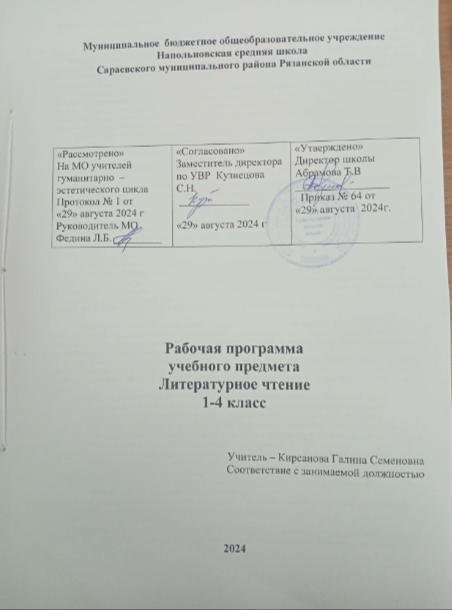 Муниципальное бюджетное общеобразовательное учреждение
Напольновская средняя школа
Сараевского муниципального района Рязанской области
«Рассмотрено»
На МО учителей
гуманитарно –
эстетического цикла
Протокол № 1 от
«29» августа 2024 г
Руководитель МО
Федина Л.Б.
«Согласовано»
Заместитель директора
по УВР Кузнецова
С.Н.
«29» августа 2024 г
«Утверждено»
Директор школы
Абрамова Т.В
Приказ № 64 от
«29» августа 2024г.
Рабочая программа
учебного предмета
Литературное чтение
1-4 класс
Учитель – Кирсанова Галина Семеновна
Соответствие с занимаемой должностью
2024